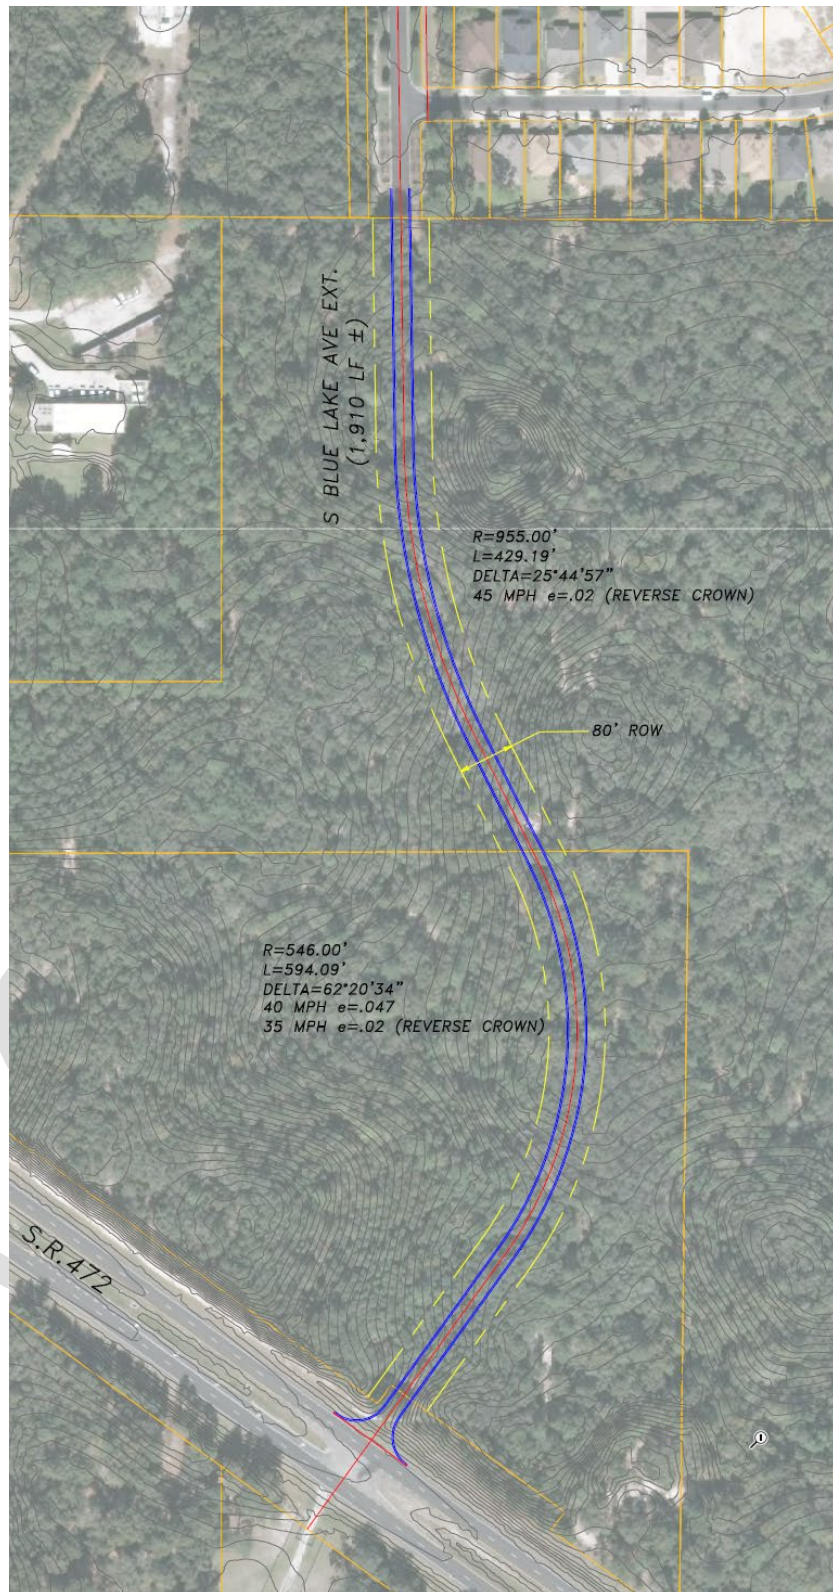 S BLUE LAKE AVE EXT.
(1,910 LF ±)
R=955.00'
L=429.19'
DELTA=25°44'57"
45 MPH e=.02 (REVERSE CROWN)
80' ROW
R=546.00'
L=594.09'
DELTA=62°20'34"
40 MPH e=.047
35 MPH e=.02 (REVERSE CROWN)
S.R.472